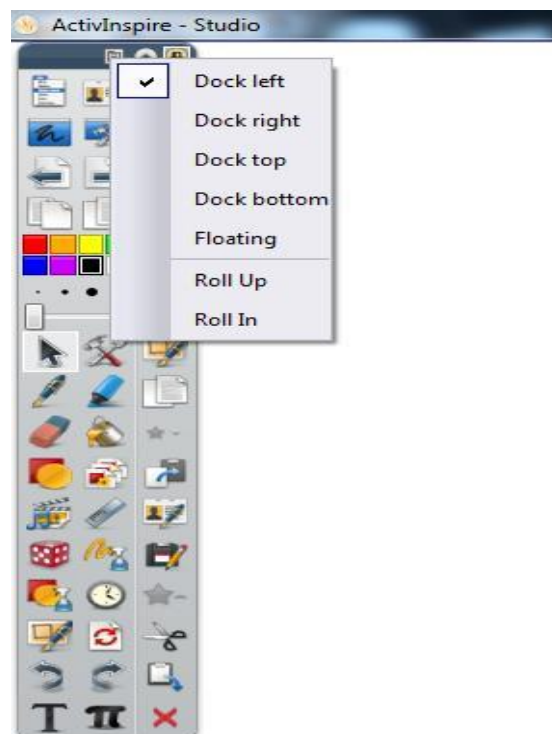 ActivInspire - Studio
Dock left
Dock right
Dock top
Dock bottom
Floating
Roll Up
Roll In
T π